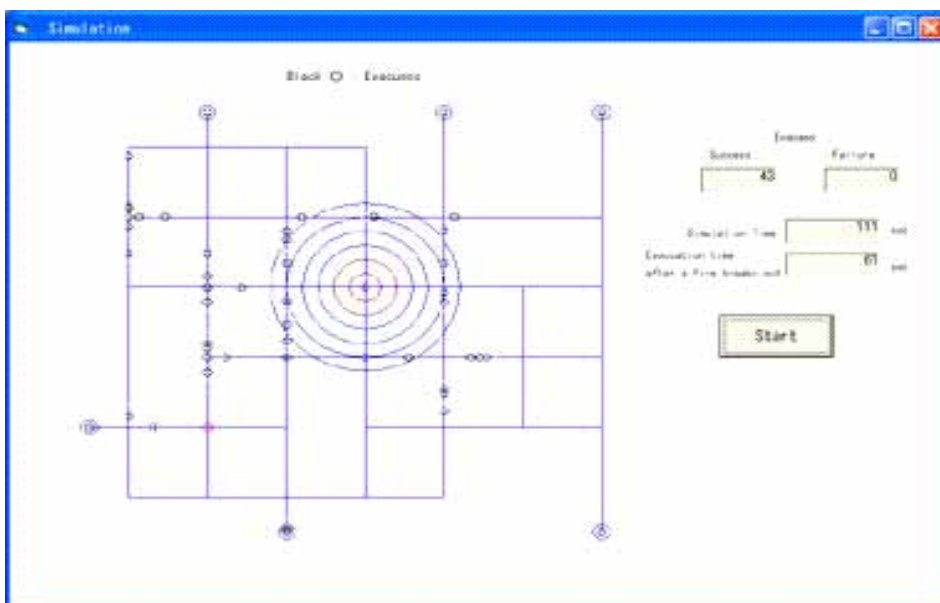 Simulation
Black O : Evacuees
Evacuees
Success Failure
43 0
Simulation Time 111 sec
Evacuation time 61
after a fire breaks out sec
Start